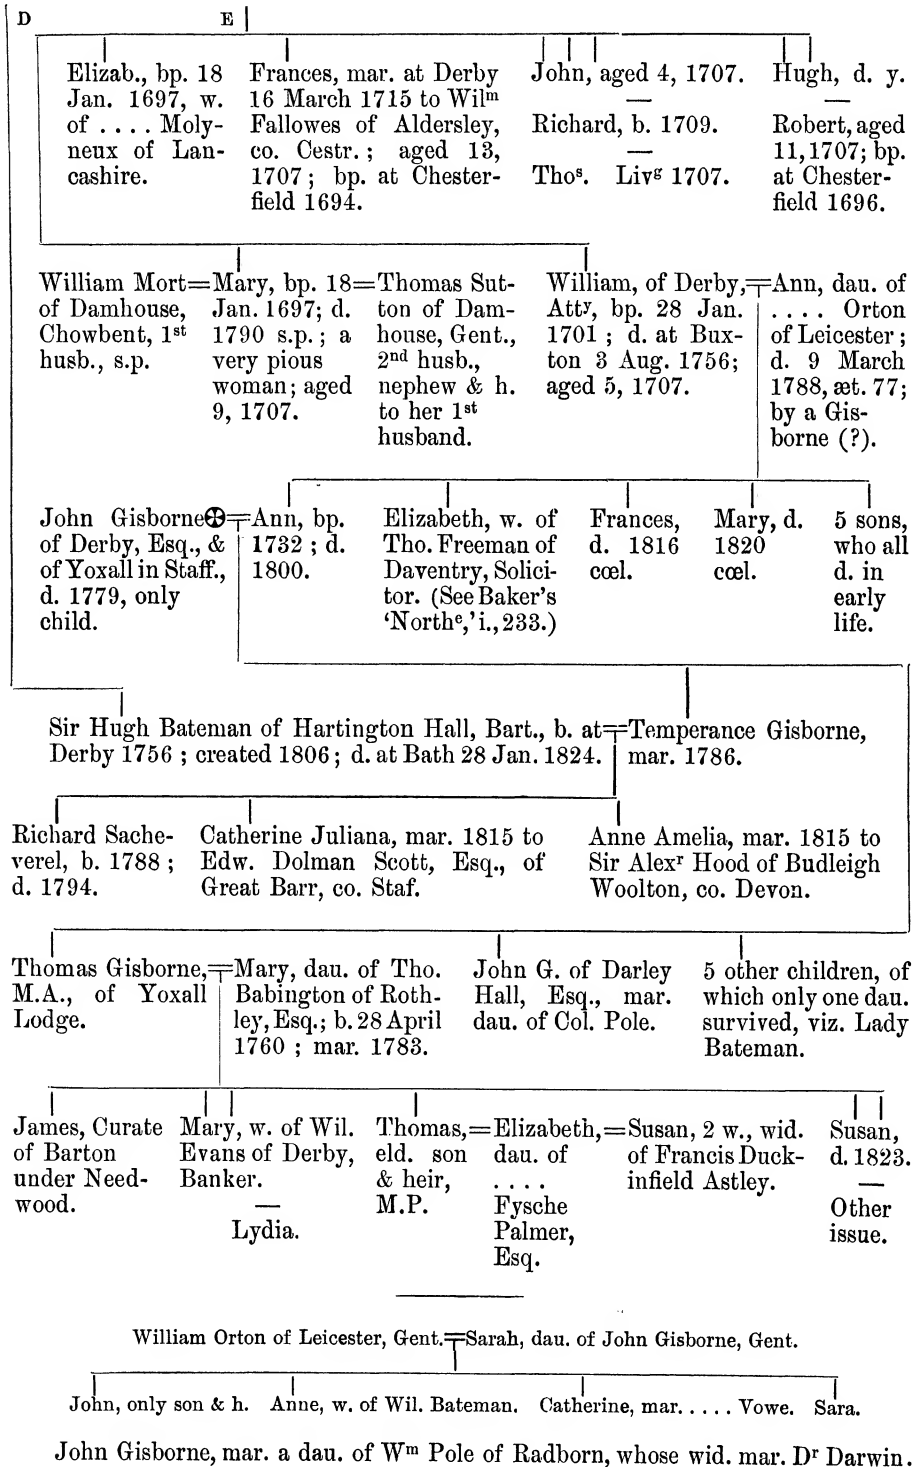 D E
Elizab., bp. 18
Jan. 1697, w.
of .... Moly-
neux of Lan-
cashire.
Frances, mar. at Derby
16 March 1715 to Wilᵐ
Fallowes of Aldersley,
co. Cestr.; aged 13,
1707; bp. at Chester-
field 1694.
John, aged 4, 1707.
—
Richard, b. 1709.
—
Thoˢ. Livᵍ 1707.
Hugh, d. y.
—
Robert, aged
11, 1707; bp.
at Chester-
field 1696.
William Mort=
of Damhouse,
Chowbent, 1ˢᵗ
husb., s.p.
Mary, bp. 18=
Jan. 1697; d.
1790 s.p.; a
very pious
woman; aged
9, 1707.
Thomas Sut-
ton of Dam-
house, Gent.,
2ⁿᵈ husb.,
nephew & h.
to her 1ˢᵗ
husband.
William, of Derby,=
Attʸ, bp. 28 Jan.
1701; d. at Bux-
ton 3 Aug. 1756;
aged 5, 1707.
Ann, dau. of
.... Orton
of Leicester;
d. 9 March
1788, æt. 77;
by a Gis-
borne (?).
John Gisborne✠=
of Derby, Esq., &
of Yoxall in Staff.,
d. 1779, only
child.
Ann, bp.
1732; d.
1800.
Elizabeth, w. of
Tho. Freeman of
Daventry, Solici-
tor. (See Baker's
'Northᵉ,' i., 233.)
Frances,
d. 1816
cœl.
Mary, d.
1820
cœl.
5 sons,
who all
d. in
early
life.
Sir Hugh Bateman of Hartington Hall, Bart., b. at=
Derby 1756; created 1806; d. at Bath 28 Jan. 1824.
Temperance Gisborne,
mar. 1786.
Richard Sache-
verel, b. 1788;
d. 1794.
Catherine Juliana, mar. 1815 to
Edw. Dolman Scott, Esq., of
Great Barr, co. Staf.
Anne Amelia, mar. 1815 to
Sir Alexʳ Hood of Budleigh
Woolton, co. Devon.
Thomas Gisborne,=
M.A., of Yoxall
Lodge.
Mary, dau. of Tho.
Babington of Roth-
ley, Esq.; b. 28 April
1760; mar. 1783.
John G. of Darley
Hall, Esq., mar.
dau. of Col. Pole.
5 other children, of
which only one dau.
survived, viz. Lady
Bateman.
James, Curate
of Barton
under Need-
wood.
Mary, w. of Wil.
Evans of Derby,
Banker.
—
Lydia.
Thomas,=
eld. son
& heir,
M.P.
Elizabeth,=
dau. of
....
Fysche
Palmer,
Esq.
Susan, 2 w., wid.
of Francis Duck-
infield Astley.
Susan,
d. 1823.
—
Other
issue.
William Orton of Leicester, Gent.=Sarah, dau. of John Gisborne, Gent.
John, only son & h. Anne, w. of Wil. Bateman. Catherine, mar. .... Vowe. Sara.
John Gisborne, mar. a dau. of Wᵐ Pole of Radborn, whose wid. mar. Dʳ Darwin.